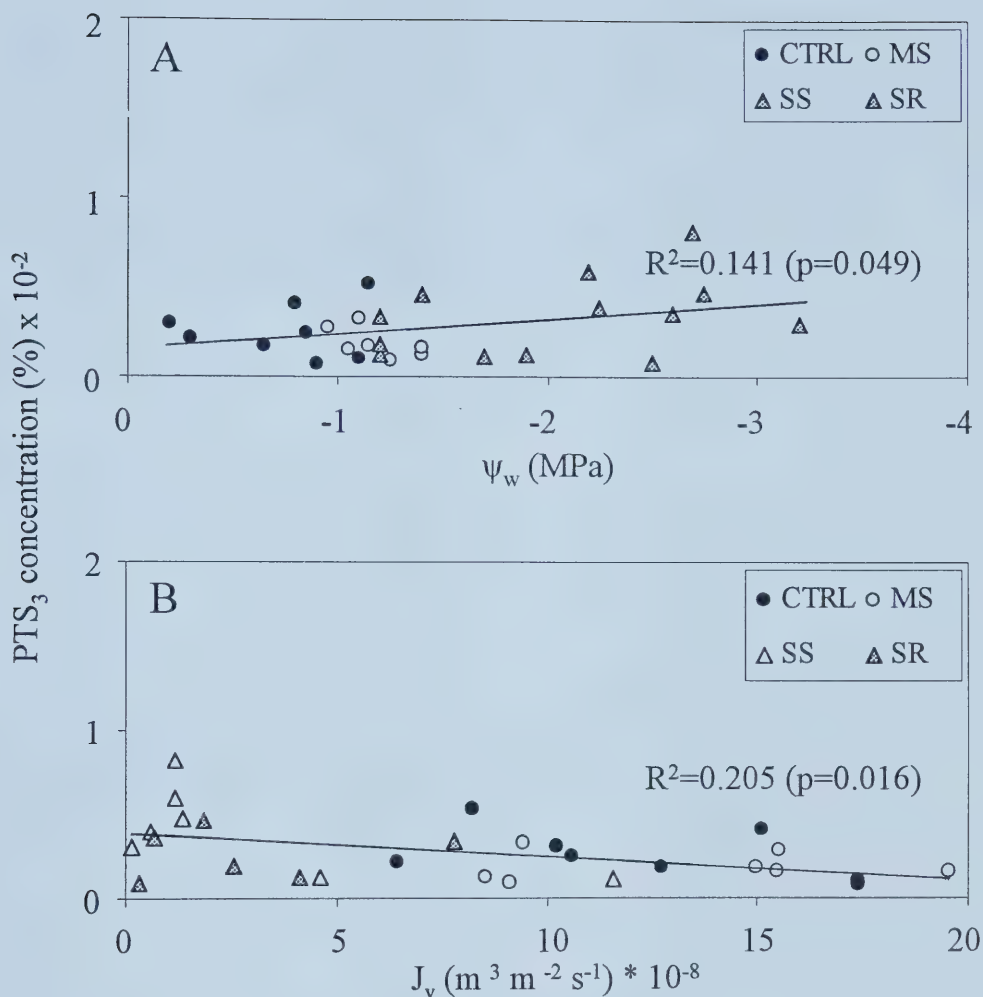 PTS₃ concentration (%) x 10⁻²
2
A
● CTRL ○ MS
▲ SS ▲ SR
1
R²=0.141 (p=0.049)
0
0 -1 -2 -3 -4
ψw (MPa)
2
B
● CTRL ○ MS
△ SS ▲ SR
1
R²=0.205 (p=0.016)
0
0 5 10 15 20
Jv (m ³ m ⁻² s⁻¹) * 10⁻⁸